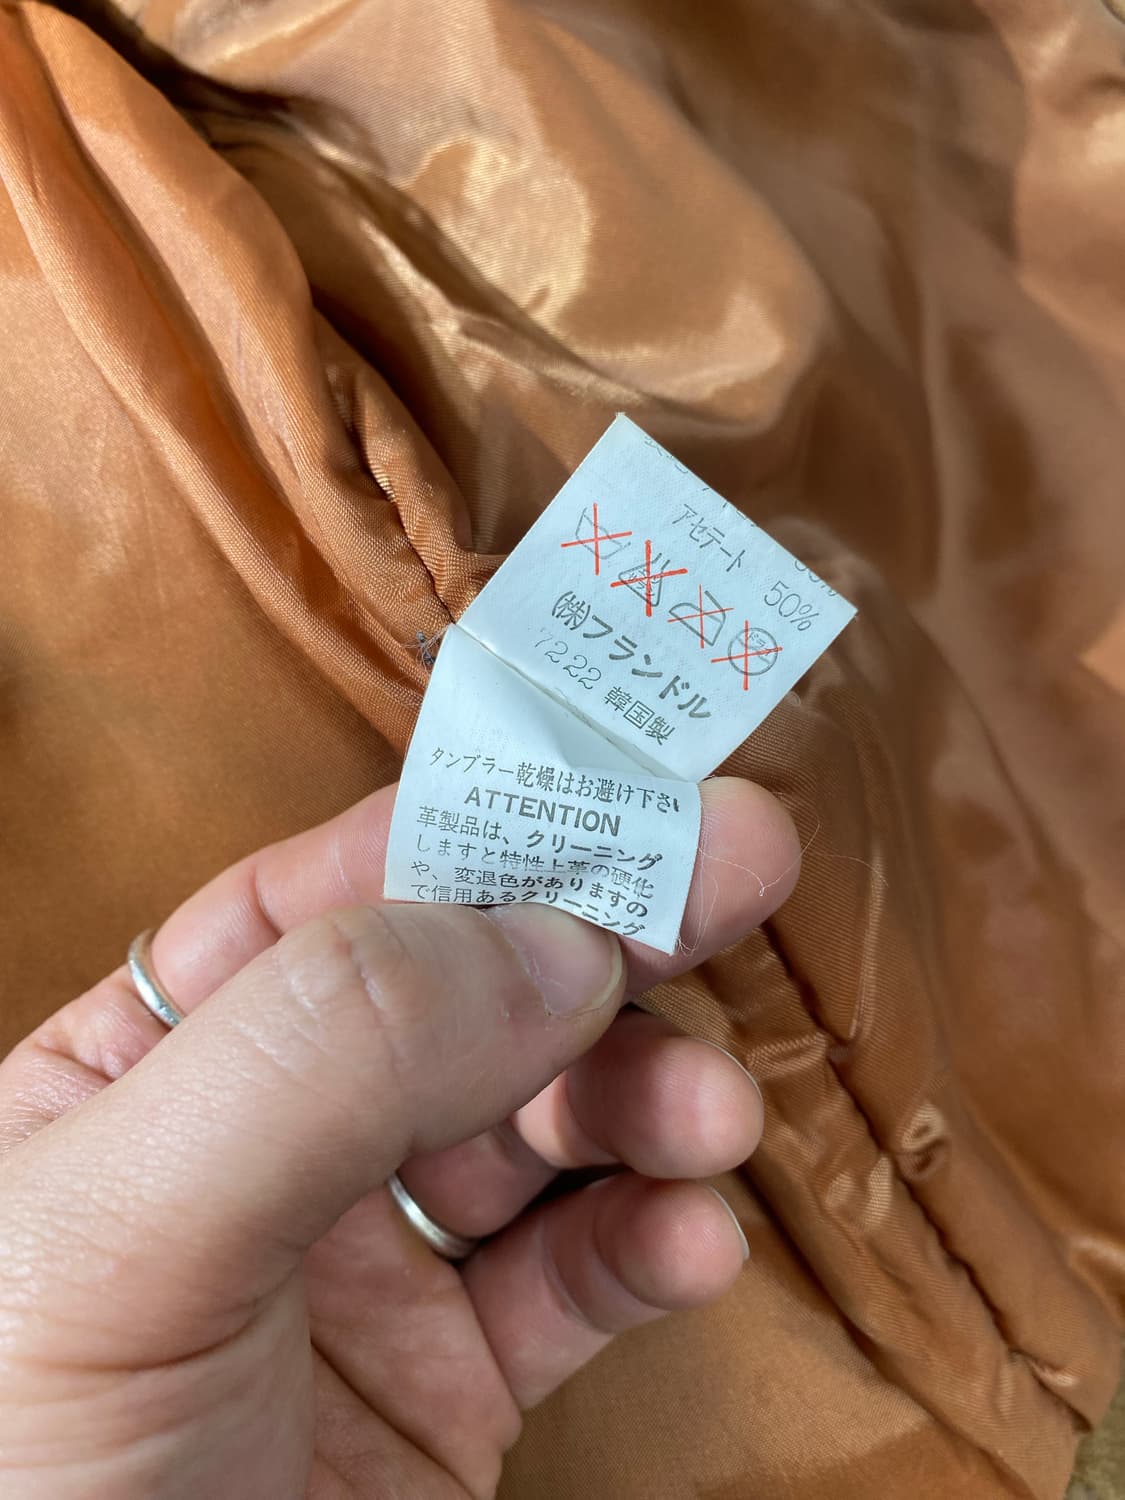 アセテート 50%
ドライ
(株)フランドル
7222 韓国製
タンブラー乾燥はお避け下さい
ATTENTION
革製品は、クリーニング
しますと特性上革の硬化
や、変退色がありますの
で信用あるクリーニング